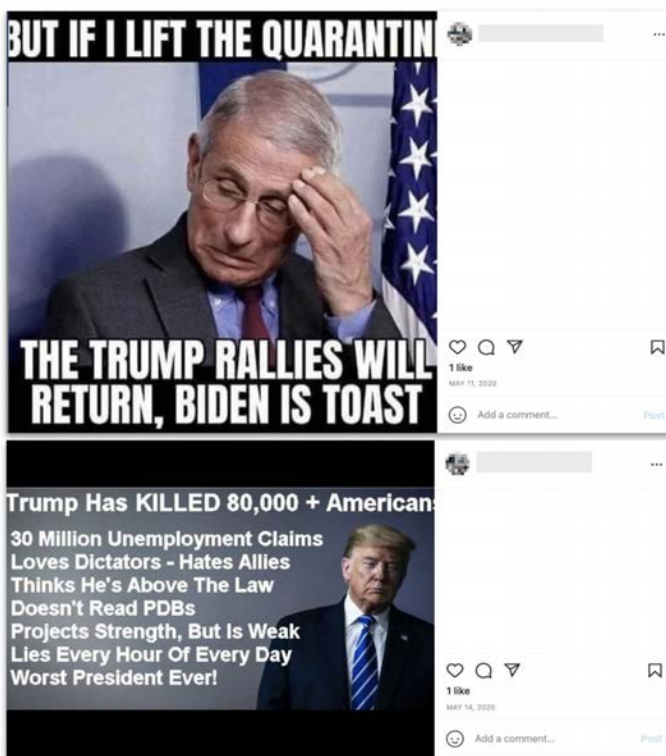 BUT IF I LIFT THE QUARANTIN
THE TRUMP RALLIES WILL
RETURN, BIDEN IS TOAST
1 like
MAY 11, 2020
Add a comment...
Post
Trump Has KILLED 80,000 + American
30 Million Unemployment Claims
Loves Dictators - Hates Allies
Thinks He's Above The Law
Doesn't Read PDBs
Projects Strength, But Is Weak
Lies Every Hour Of Every Day
Worst President Ever!
1 like
MAY 14, 2020
Add a comment...
Post